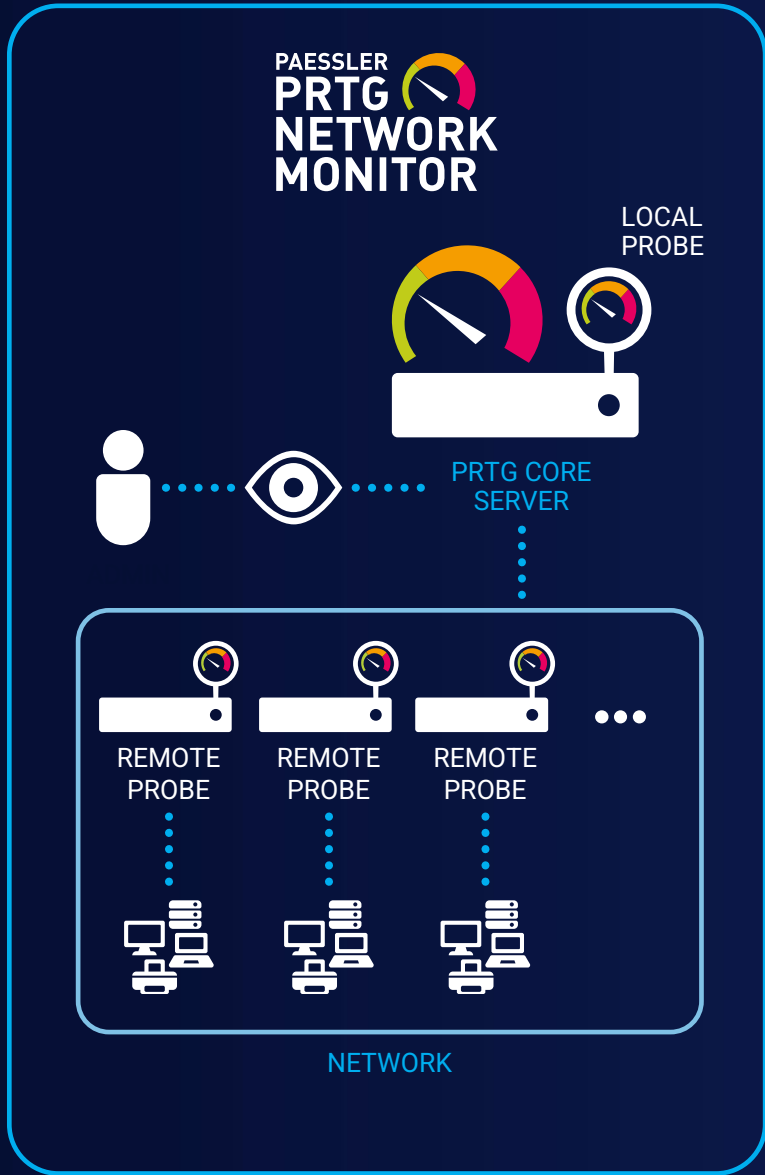 PAESSLER
PRTG
NETWORK
MONITOR
LOCAL
PROBE
PRTG CORE
SERVER
REMOTE
PROBE
REMOTE
PROBE
REMOTE
PROBE
NETWORK